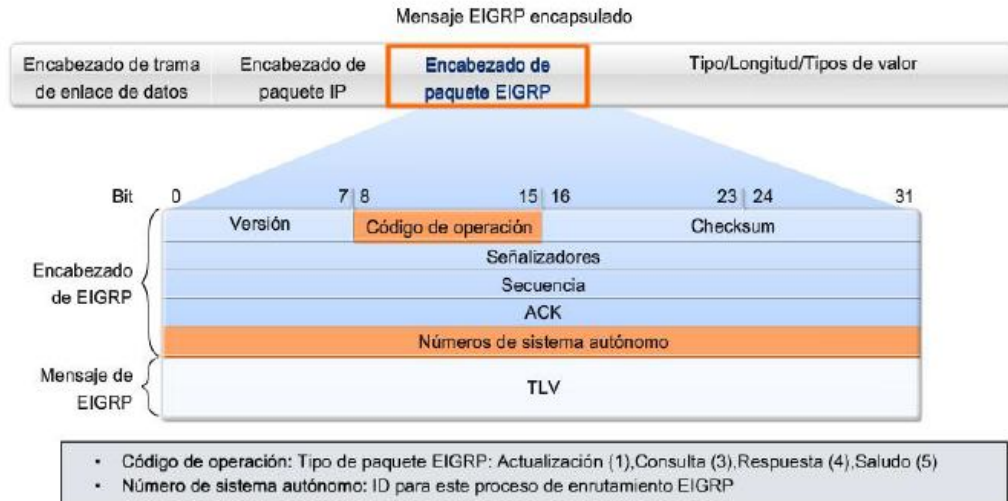 Mensaje EIGRP encapsulado
Encabezado de trama de enlace de datos
Encabezado de paquete IP
Encabezado de paquete EIGRP
Tipo/Longitud/Tipos de valor
Bit 0 7 8 15 16 23 24 31
Encabezado de EIGRP
Versión Código de operación Checksum
Señalizadores
Secuencia
ACK
Números de sistema autónomo
Mensaje de EIGRP
TLV
• Código de operación: Tipo de paquete EIGRP: Actualización (1),Consulta (3),Respuesta (4),Saludo (5)
• Número de sistema autónomo: ID para este proceso de enrutamiento EIGRP